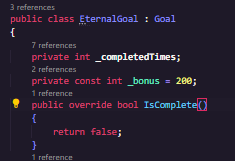 3 references
public class EternalGoal : Goal
{
7 references
private int _completedTimes;
2 references
private const int _bonus = 200;
1 reference
public override bool IsComplete()
{
return false;
}
1 reference